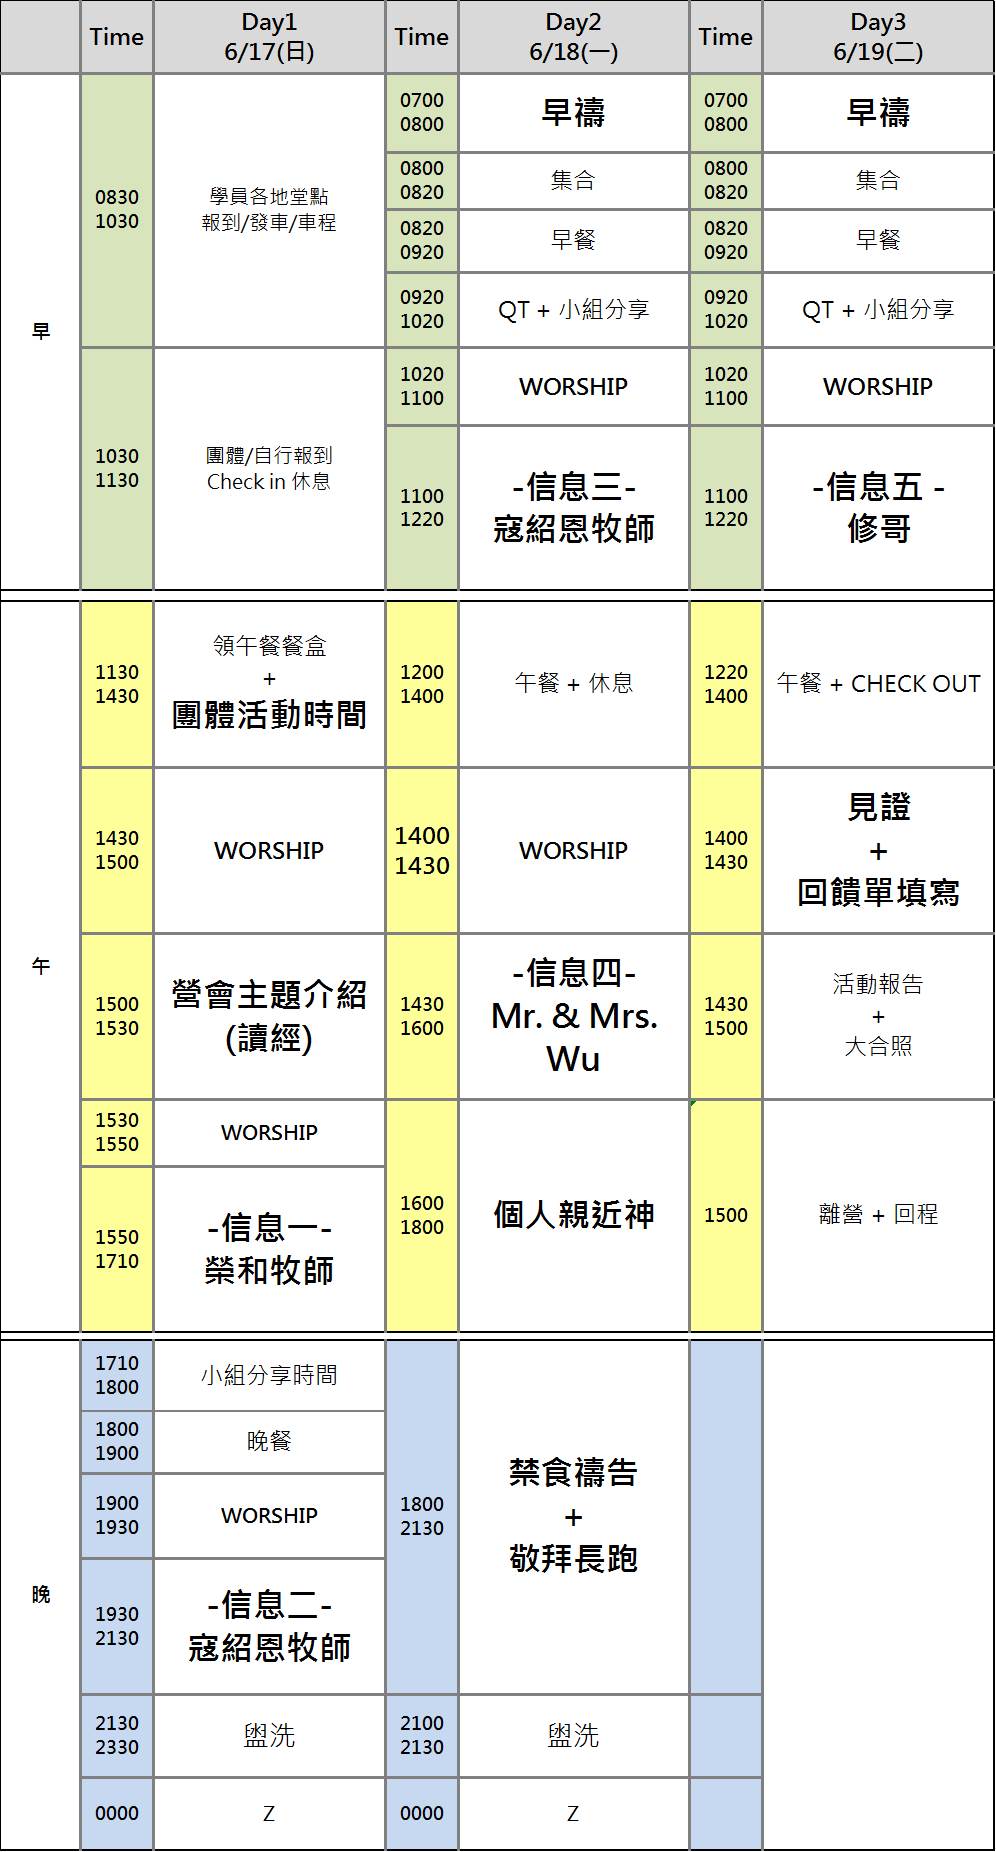 Time
Day1
6/17(日)
Time
Day2
6/18(一)
Time
Day3
6/19(二)
早
0830
1030
學員各地堂點
報到/發車/車程
1030
1130
團體/自行報到
Check in 休息
0700
0800
早禱
0800
0820
集合
0820
0920
早餐
0920
1020
QT + 小組分享
1020
1100
WORSHIP
1100
1220
-信息三-
寇紹恩牧師
0700
0800
早禱
0800
0820
集合
0820
0920
早餐
0920
1020
QT + 小組分享
1020
1100
WORSHIP
1100
1220
-信息五 -
修哥
午
1130
1430
領午餐餐盒
+
團體活動時間
1430
1500
WORSHIP
1500
1530
營會主題介紹
(讀經)
1530
1550
WORSHIP
1550
1710
-信息一-
榮和牧師
1200
1400
午餐 + 休息
1400
1430
WORSHIP
1430
1600
-信息四-
Mr. & Mrs.
Wu
1600
1800
個人親近神
1220
1400
午餐 + CHECK OUT
1400
1430
見證
+
回饋單填寫
1430
1500
活動報告
+
大合照
1500
離營 + 回程
晚
1710
1800
小組分享時間
1800
1900
晚餐
1900
1930
WORSHIP
1930
2130
-信息二-
寇紹恩牧師
2130
2330
盥洗
0000
Z
1800
2130
禁食禱告
+
敬拜長跑
2100
2130
盥洗
0000
Z